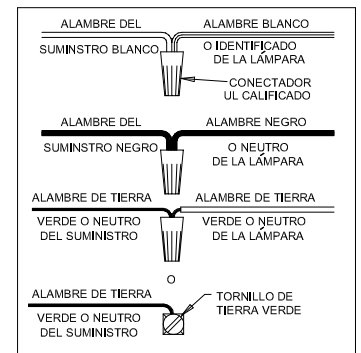 ALAMBRE DEL ALAMBRE BLANCO
SUMINSTRO BLANCO O IDENTIFICADO
DE LA LÁMPARA
CONECTADOR
UL CALIFICADO
ALAMBRE DEL ALAMBRE NEGRO
SUMINSTRO NEGRO O NEUTRO
DE LA LÁMPARA
ALAMBRE DE TIERRA ALAMBRE DE TIERRA
VERDE O NEUTRO VERDE O NEUTRO
DEL SUMINISTRO DE LA LÁMPARA
O
ALAMBRE DE TIERRA TORNILLO DE
TIERRA VERDE
VERDE O NEUTRO
DEL SUMINISTRO